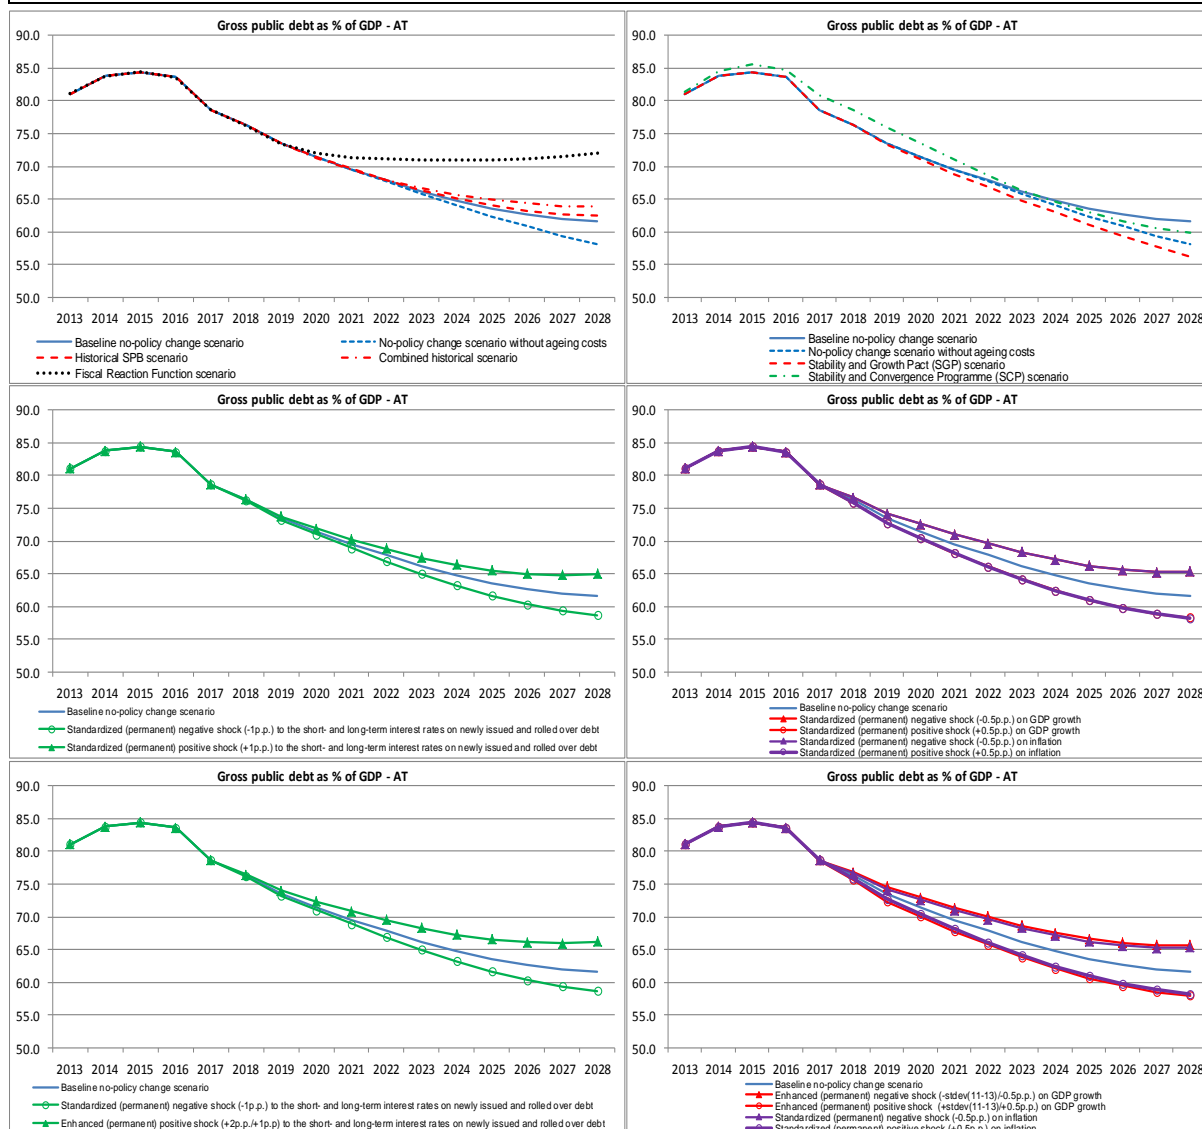 Gross public debt as % of GDP - AT
90.0
85.0
80.0
75.0
70.0
65.0
60.0
55.0
50.0
2013 2014 2015 2016 2017 2018 2019 2020 2021 2022 2023 2024 2025 2026 2027 2028
Baseline no-policy change scenario
No-policy change scenario without ageing costs
Historical SPB scenario
Combined historical scenario
Fiscal Reaction Function scenario
Gross public debt as % of GDP - AT
90.0
85.0
80.0
75.0
70.0
65.0
60.0
55.0
50.0
2013 2014 2015 2016 2017 2018 2019 2020 2021 2022 2023 2024 2025 2026 2027 2028
Baseline no-policy change scenario
No-policy change scenario without ageing costs
Stability and Growth Pact (SGP) scenario
Stability and Convergence Programme (SCP) scenario
Gross public debt as % of GDP - AT
90.0
85.0
80.0
75.0
70.0
65.0
60.0
55.0
50.0
2013 2014 2015 2016 2017 2018 2019 2020 2021 2022 2023 2024 2025 2026 2027 2028
Baseline no-policy change scenario
Standardized (permanent) negative shock (-1p.p.) to the short- and long-term interest rates on newly issued and rolled over debt
Standardized (permanent) positive shock (+1p.p.) to the short- and long-term interest rates on newly issued and rolled over debt
Gross public debt as % of GDP - AT
90.0
85.0
80.0
75.0
70.0
65.0
60.0
55.0
50.0
2013 2014 2015 2016 2017 2018 2019 2020 2021 2022 2023 2024 2025 2026 2027 2028
Baseline no-policy change scenario
Standardized (permanent) negative shock (-0.5p.p.) on GDP growth
Standardized (permanent) positive shock (+0.5p.p.) on GDP growth
Standardized (permanent) negative shock (-0.5p.p.) on inflation
Standardized (permanent) positive shock (+0.5p.p.) on inflation
Gross public debt as % of GDP - AT
90.0
85.0
80.0
75.0
70.0
65.0
60.0
55.0
50.0
2013 2014 2015 2016 2017 2018 2019 2020 2021 2022 2023 2024 2025 2026 2027 2028
Baseline no-policy change scenario
Standardized (permanent) negative shock (-1p.p.) to the short- and long-term interest rates on newly issued and rolled over debt
Enhanced (permanent) positive shock (+2p.p./+1p.p) to the short- and long-term interest rates on newly issued and rolled over debt
Gross public debt as % of GDP - AT
90.0
85.0
80.0
75.0
70.0
65.0
60.0
55.0
50.0
2013 2014 2015 2016 2017 2018 2019 2020 2021 2022 2023 2024 2025 2026 2027 2028
Baseline no-policy change scenario
Enhanced (permanent) negative shock (-stdev(11-13)/-0.5p.p.) on GDP growth
Enhanced (permanent) positive shock (+stdev(11-13)/+0.5p.p.) on GDP growth
Standardized (permanent) negative shock (-0.5p.p.) on inflation
Standardized (permanent) positive shock (+0.5p.p.) on inflation